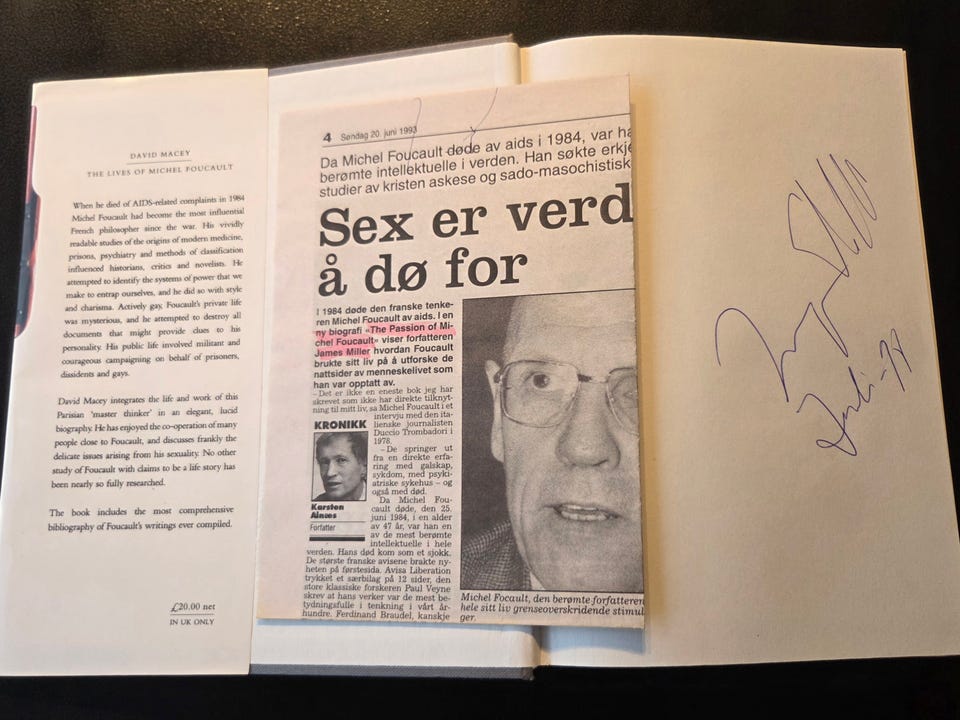 DAVID MACEY
THE LIVES OF MICHEL FOUCAULT
When he died of AIDS-related complaints in 1984
Michel Foucault had become the most influential
French philosopher since the war. His vividly
readable studies of the origins of modern medicine,
prisons, psychiatry and methods of classification
influenced historians, critics and novelists. He
attempted to identify the systems of power that we
make to entrap ourselves, and he did so with style
and charisma. Actively gay, Foucault's private life
was mysterious, and he attempted to destroy all
documents that might provide clues to his
personality. His public life involved militant and
courageous campaigning on behalf of prisoners,
dissidents and gays.
David Macey integrates the life and work of this
Parisian 'master thinker' in an elegant, lucid
biography. He has enjoyed the co-operation of many
people close to Foucault, and discusses frankly the
delicate issues arising from his sexuality. No other
study of Foucault with claims to be a life story has
been nearly so fully researched.
The book includes the most comprehensive
bibliography of Foucault's writings ever compiled.
£20.00 net
IN UK ONLY
4 Søndag 20. juni 1993
Da Michel Foucault døde av aids i 1984, var ha
berømte intellektuelle i verden. Han søkte erkje
studier av kristen askese og sado-masochistisk
Sex er verd
å dø for
I 1984 døde den franske tenke-
ren Michel Foucault av aids. I en
ny biografi «The Passion of Mi-
chel Foucault» viser forfatteren
James Miller hvordan Foucault
brukte sitt liv på å utforske de
nattsider av menneskelivet som
han var opptatt av.
– Det er ikke en eneste bok jeg har
skrevet som ikke har direkte tilknyt-
ning til mitt liv, sa Michel Foucault i et
intervju med den ita-
lienske journalisten
Duccio Trombadori i
1978.
– De springer ut
fra en direkte erfa-
ring med galskap,
sykdom, med psyki-
atriske sykehus – og
også med død.
Da Michel Fou-
cault døde, den 25.
juni 1984, i en alder
av 47 år, var han en
av de mest berømte
intellektuelle i hele
verden. Hans død kom som et sjokk.
De største franske avisene brakte ny-
heten på førstesida. Avisa Liberation
trykket et særbilag på 12 sider, den
store klassiske forskeren Paul Veyne
skrev at hans verker var de mest be-
tydningsfulle i tenkning i vårt år-
hundre. Ferdinand Braudel, kanskje
KRONIKK
Karsten
Alnæs
Forfatter
Michel Focault, den berømte forfatteren
hele sitt liv grenseoverskridende stimul
ger.